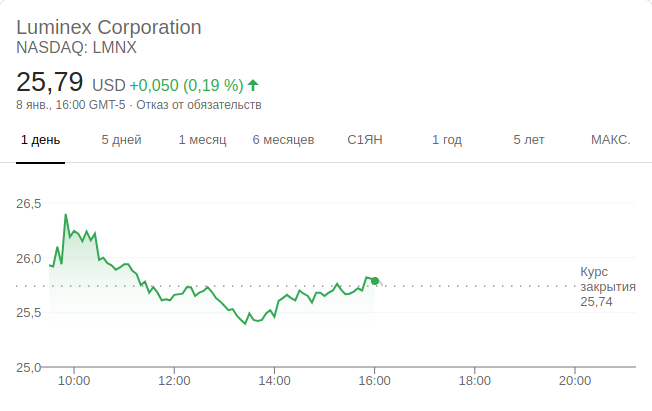 Luminex Corporation
NASDAQ: LMNX
25,79 USD +0,050 (0,19 %)
8 янв., 16:00 GMT-5 · Отказ от обязательств
1 день 5 дней 1 месяц 6 месяцев С1ЯН 1 год 5 лет МАКС.
26,5
26,0
Курс
закрытия
25,74
25,5
25,0
10:00 12:00 14:00 16:00 18:00 20:00